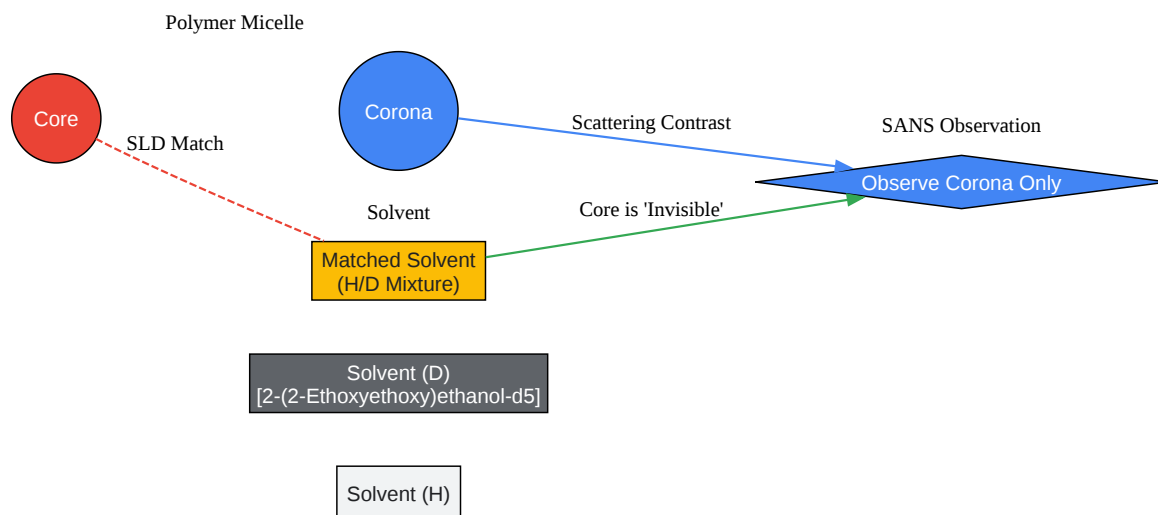 Polymer Micelle
Core
Corona
SLD Match
Scattering Contrast
SANS Observation
Observe Corona Only
Solvent
Core is 'Invisible'
Matched Solvent
(H/D Mixture)
Solvent (D)
[2-(2-Ethoxyethoxy)ethanol-d5]
Solvent (H)